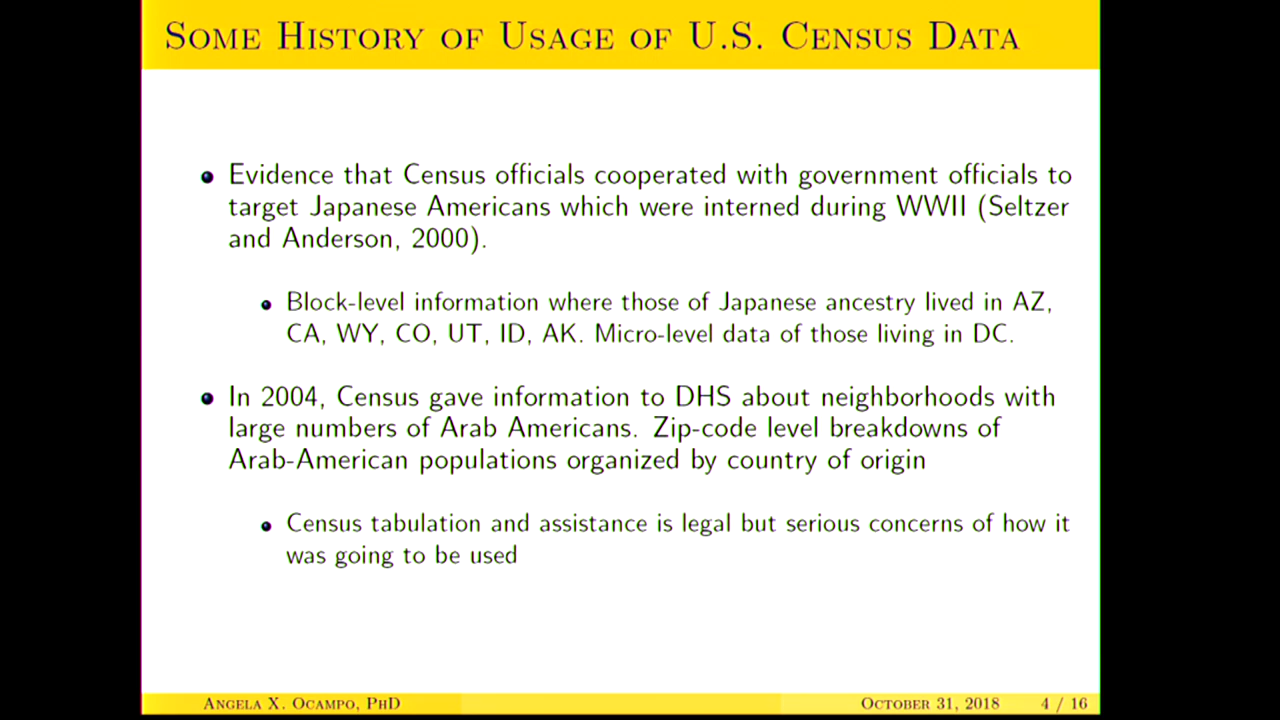 SOME HISTORY OF USAGE OF U.S. CENSUS DATA
• Evidence that Census officials cooperated with government officials to
target Japanese Americans which were interned during WWII (Seltzer
and Anderson, 2000).
• Block-level information where those of Japanese ancestry lived in AZ,
CA, WY, CO, UT, ID, AK. Micro-level data of those living in DC.
• In 2004, Census gave information to DHS about neighborhoods with
large numbers of Arab Americans. Zip-code level breakdowns of
Arab-American populations organized by country of origin
• Census tabulation and assistance is legal but serious concerns of how it
was going to be used
ANGELA X. OCAMPO, PHD OCTOBER 31, 2018 4 / 16